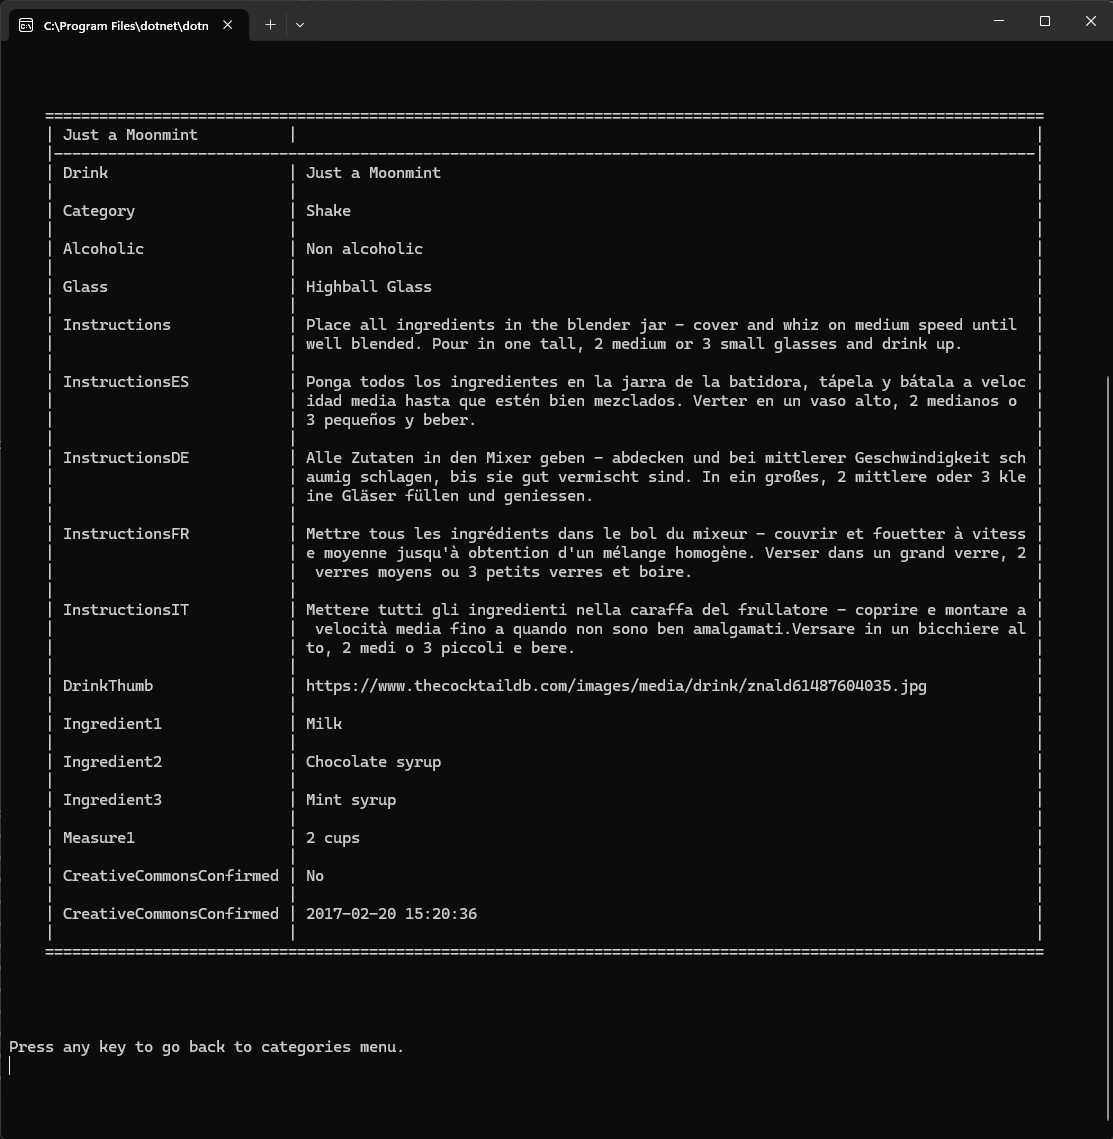 C:\Program Files\dotnet\dotn
Just a Moonmint
Drink Just a Moonmint
Category Shake
Alcoholic Non alcoholic
Glass Highball Glass
Instructions Place all ingredients in the blender jar - cover and whiz on medium speed until
well blended. Pour in one tall, 2 medium or 3 small glasses and drink up.
InstructionsES Ponga todos los ingredientes en la jarra de la batidora, tápela y bátala a veloc
idad media hasta que estén bien mezclados. Verter en un vaso alto, 2 medianos o
3 pequeños y beber.
InstructionsDE Alle Zutaten in den Mixer geben - abdecken und bei mittlerer Geschwindigkeit sch
aumig schlagen, bis sie gut vermischt sind. In ein großes, 2 mittlere oder 3 kle
ine Gläser füllen und geniessen.
InstructionsFR Mettre tous les ingrédients dans le bol du mixeur - couvrir et fouetter à vitess
e moyenne jusqu'à obtention d'un mélange homogène. Verser dans un grand verre, 2
verres moyens ou 3 petits verres et boire.
InstructionsIT Mettere tutti gli ingredienti nella caraffa del frullatore - coprire e montare a
velocità media fino a quando non sono ben amalgamati.Versare in un bicchiere al
to, 2 medi o 3 piccoli e bere.
DrinkThumb https://www.thecocktaildb.com/images/media/drink/znald61487604035.jpg
Ingredient1 Milk
Ingredient2 Chocolate syrup
Ingredient3 Mint syrup
Measure1 2 cups
CreativeCommonsConfirmed No
CreativeCommonsConfirmed 2017-02-20 15:20:36
Press any key to go back to categories menu.